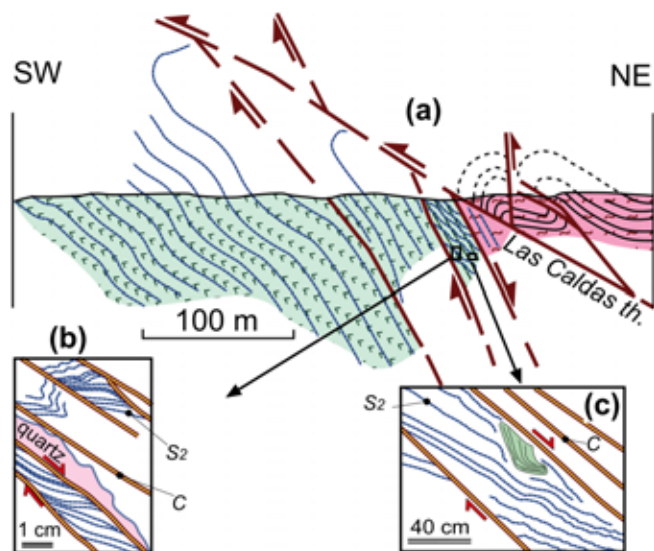 SW
NE
(a)
Las Caldas th.
100 m
(b)
S2
quartz
C
1 cm
(c)
S2
C
40 cm